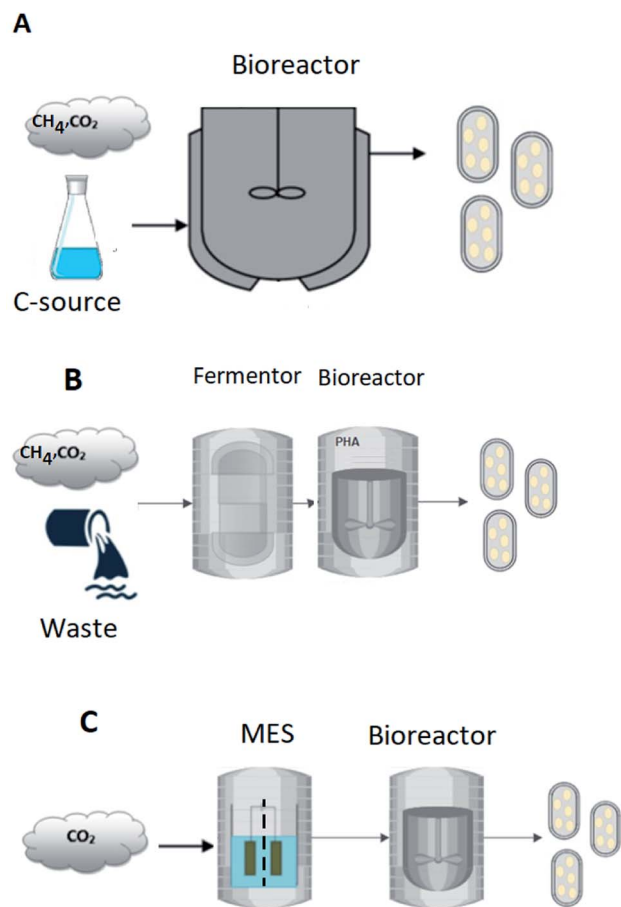 A
Bioreactor
CH4,CO2
C-source
B
Fermentor Bioreactor
CH4,CO2
PHA
Waste
C
MES Bioreactor
CO2